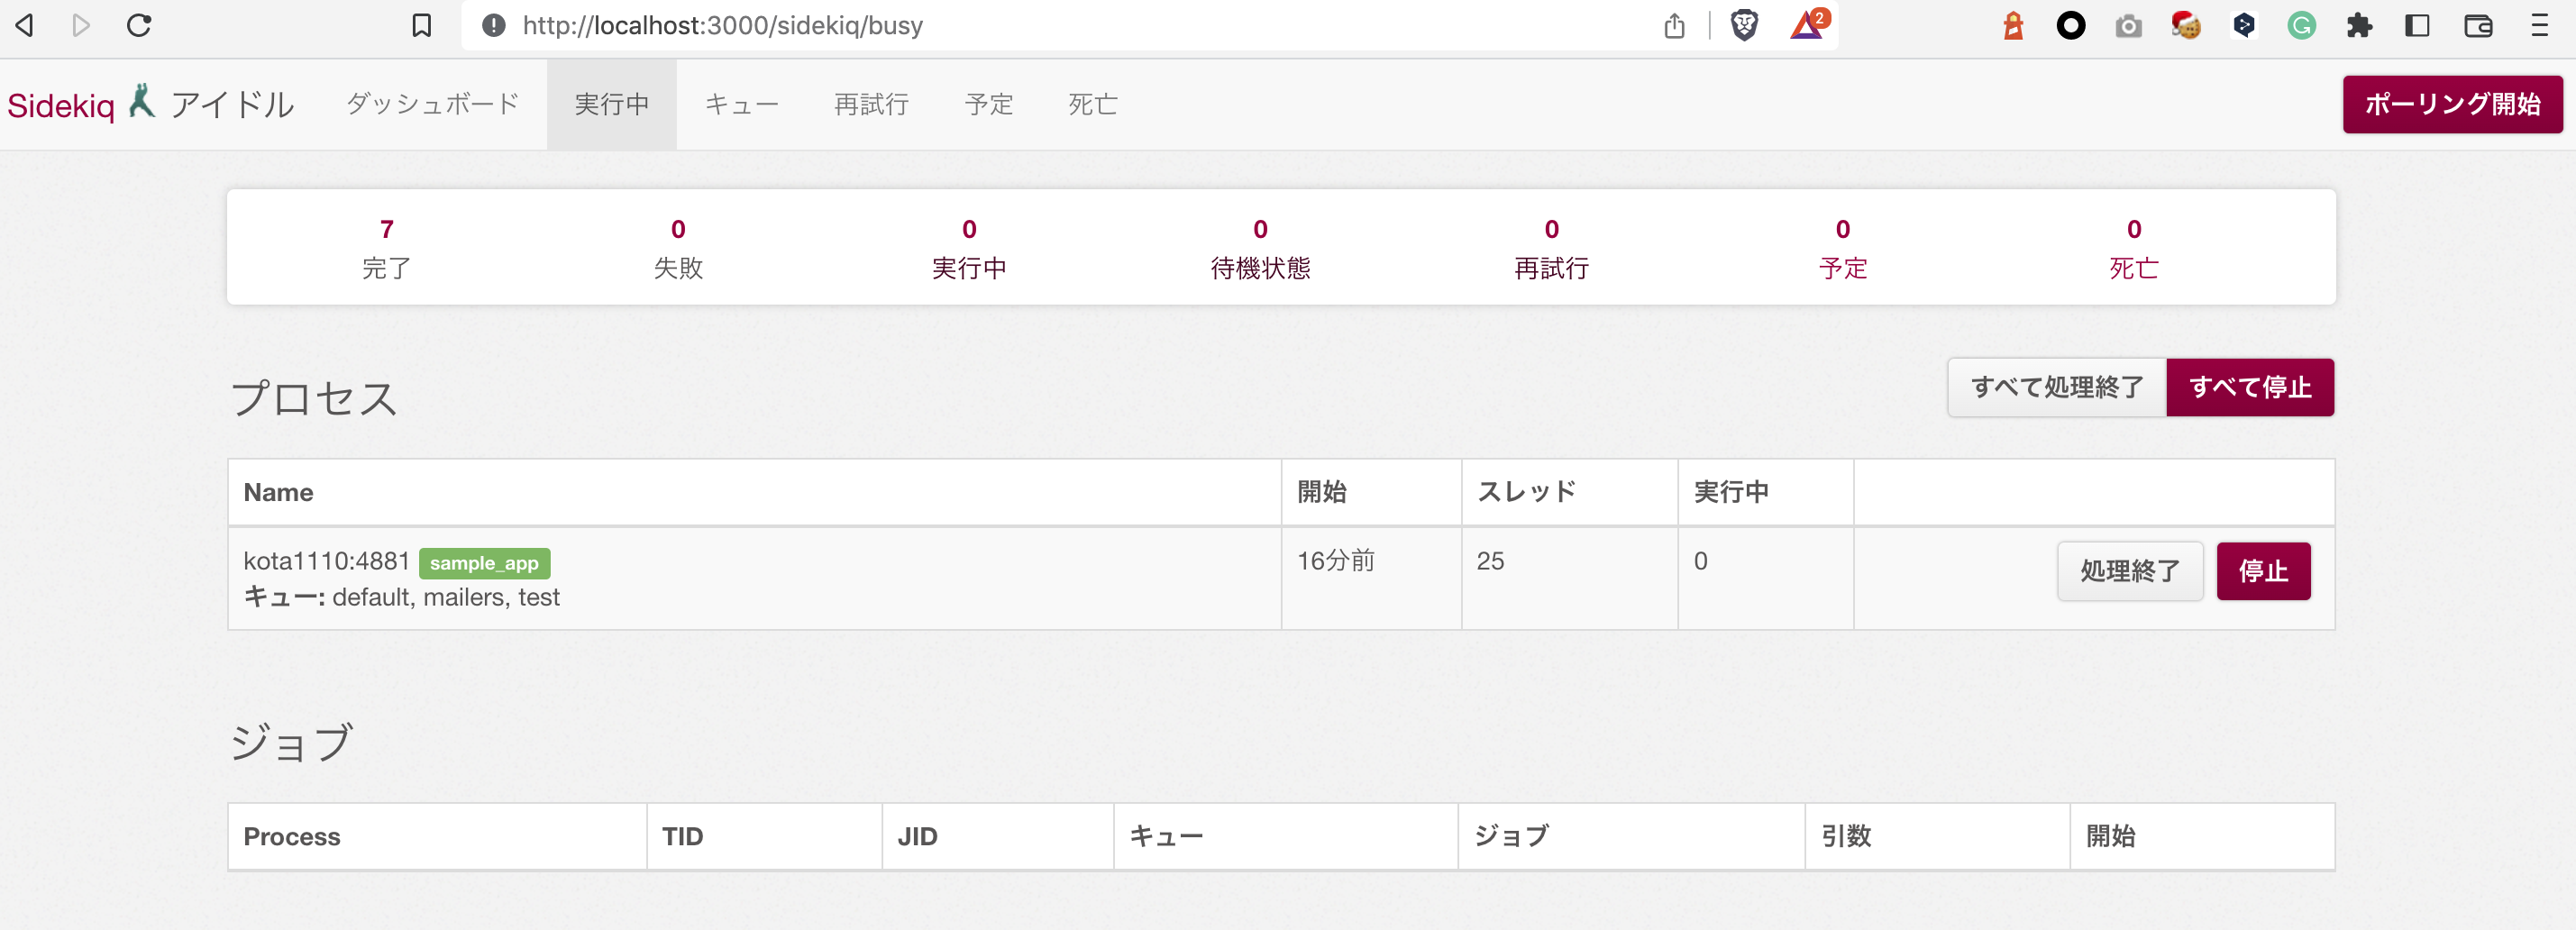 http://localhost:3000/sidekiq/busy
2
Sidekiq アイドル ダッシュボード 実行中 キュー 再試行 予定 死亡 ポーリング開始
7 0 0 0 0 0 0
完了 失敗 実行中 待機状態 再試行 予定 死亡
プロセス すべて処理終了 すべて停止
Name 開始 スレッド 実行中
kota1110:4881 sample_app 16分前 25 0 処理終了 停止
キュー: default, mailers, test
ジョブ
Process TID JID キュー ジョブ 引数 開始